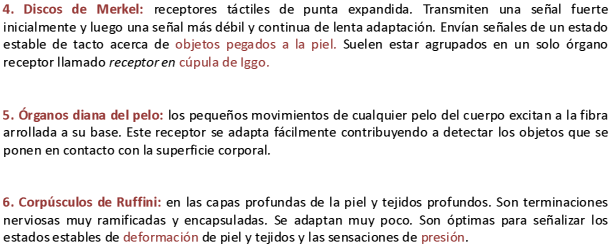 4. Discos de Merkel: receptores táctiles de punta expandida. Transmiten una señal fuerte
inicialmente y luego una señal más débil y continua de lenta adaptación. Envían señales de un estado
estable de tacto acerca de objetos pegados a la piel. Suelen estar agrupados en un solo órgano
receptor llamado receptor en cúpula de Iggo.
5. Órganos diana del pelo: los pequeños movimientos de cualquier pelo del cuerpo excitan a la fibra
arrollada a su base. Este receptor se adapta fácilmente contribuyendo a detectar los objetos que se
ponen en contacto con la superficie corporal.
6. Corpúsculos de Ruffini: en las capas profundas de la piel y tejidos profundos. Son terminaciones
nerviosas muy ramificadas y encapsuladas. Se adaptan muy poco. Son óptimas para señalizar los
estados estables de deformación de piel y tejidos y las sensaciones de presión.